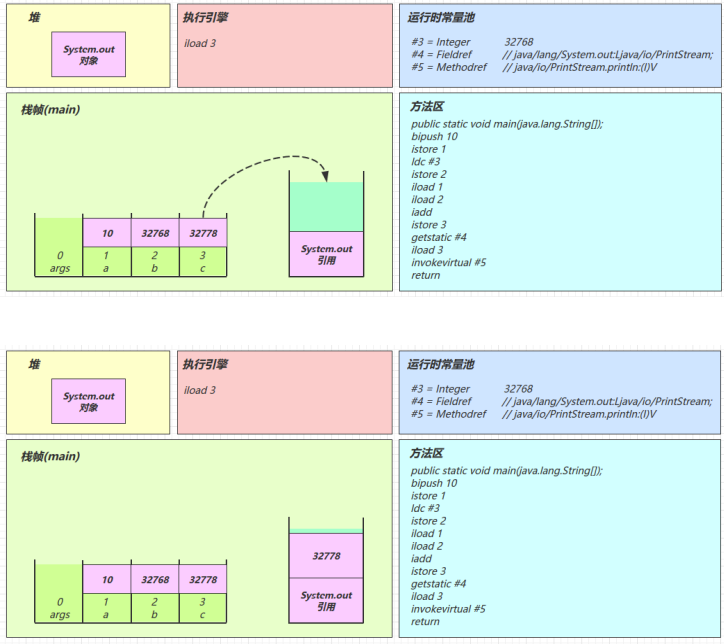 堆
System.out
对象
执行引擎
iload 3
运行时常量池
#3 = Integer 32768
#4 = Fieldref // java/lang/System.out:Ljava/io/PrintStream;
#5 = Methodref // java/io/PrintStream.println:(I)V
栈帧(main)
10 32768 32778
0 1 2 3
args a b c
System.out
引用
方法区
public static void main(java.lang.String[]);
bipush 10
istore 1
ldc #3
istore 2
iload 1
iload 2
iadd
istore 3
getstatic #4
iload 3
invokevirtual #5
return
堆
System.out
对象
执行引擎
iload 3
运行时常量池
#3 = Integer 32768
#4 = Fieldref // java/lang/System.out:Ljava/io/PrintStream;
#5 = Methodref // java/io/PrintStream.println:(I)V
栈帧(main)
10 32768 32778
0 1 2 3
args a b c
32778
System.out
引用
方法区
public static void main(java.lang.String[]);
bipush 10
istore 1
ldc #3
istore 2
iload 1
iload 2
iadd
istore 3
getstatic #4
iload 3
invokevirtual #5
return